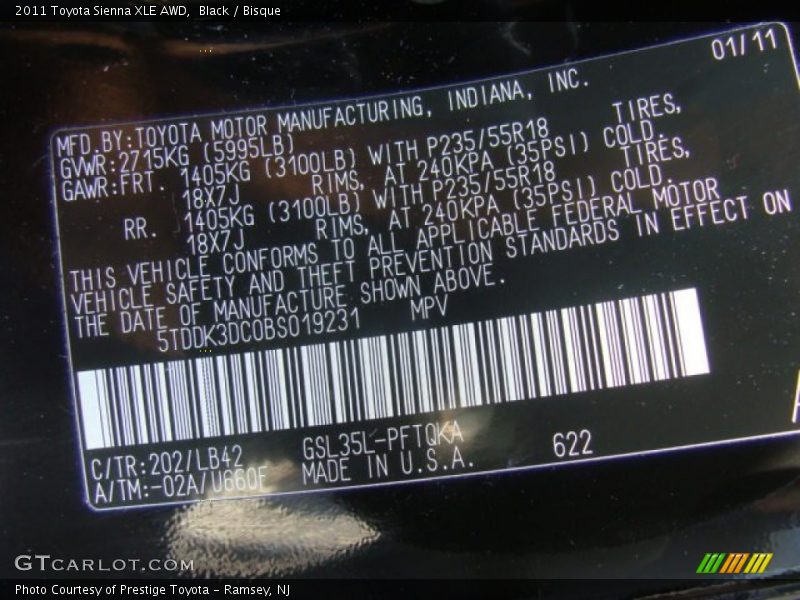 2011 Toyota Sienna XLE AWD,  Black / Bisque
01/11
MFD.BY:TOYOTA MOTOR MANUFACTURING, INDIANA, INC.
GVWR:2715KG (5995LB)
GAWR:FRT. 1405KG (3100LB) WITH P235/55R18 TIRES,
18X7J RIMS, AT 240KPA (35PSI) COLD.
RR. 1405KG (3100LB) WITH P235/55R18 TIRES,
18X7J RIMS, AT 240KPA (35PSI) COLD.
THIS VEHICLE CONFORMS TO ALL APPLICABLE FEDERAL MOTOR
VEHICLE SAFETY AND THEFT PREVENTION STANDARDS IN EFFECT ON
THE DATE OF MANUFACTURE SHOWN ABOVE.
5TDDK3DC0BS019231 MPV
C/TR:202/LB42 GSL35L-PFTQKA 622
A/TM:-02A/U660F MADE IN U.S.A.
GTCARLOT.COM
Photo Courtesy of Prestige Toyota - Ramsey, NJ